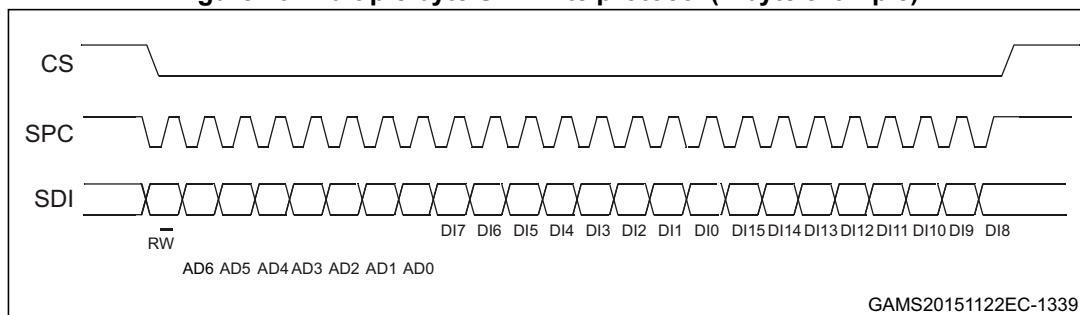 CS
SPC
SDI
DI7 DI6 DI5 DI4 DI3 DI2 DI1 DI0 DI15 DI14 DI13 DI12 DI11 DI10 DI9 DI8
RW
AD6 AD5 AD4 AD3 AD2 AD1 AD0
GAMS20151122EC-1339